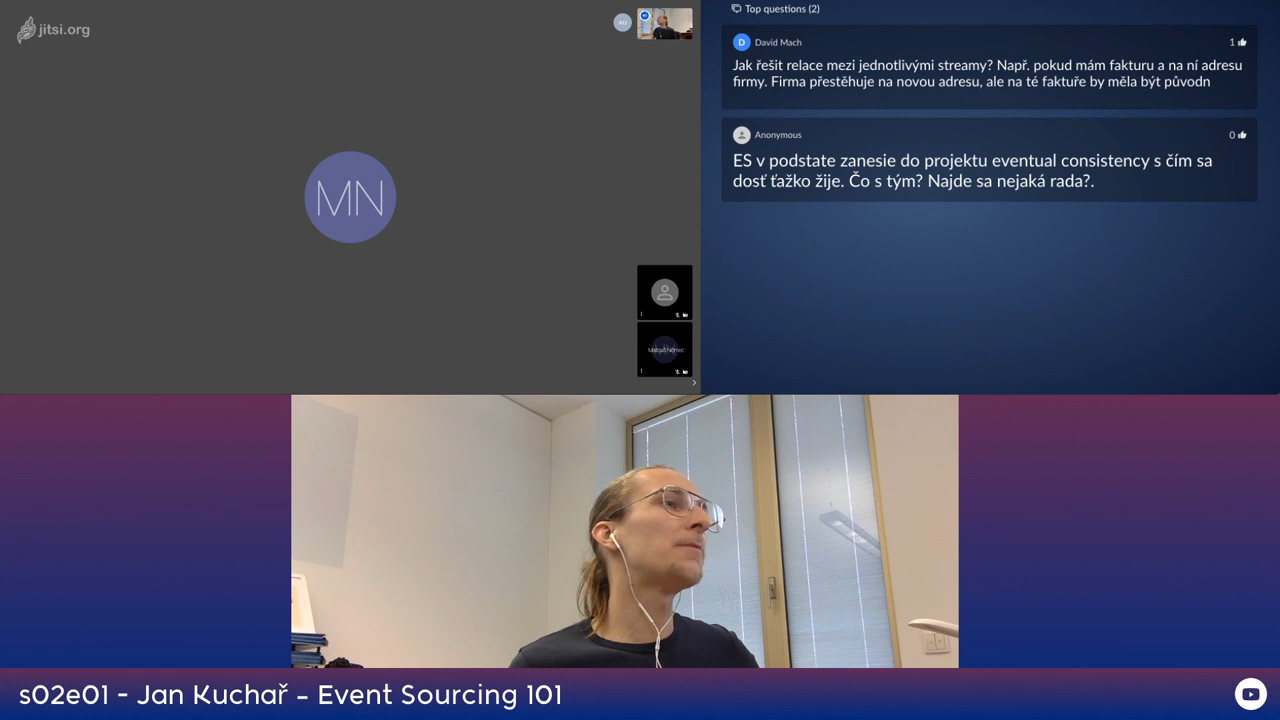 jitsi.org
AU
MN
Matouš Němec
Top questions (2)
D
David Mach
1
Jak řešit relace mezi jednotlivými streamy? Např. pokud mám fakturu a na ní adresu
firmy. Firma přestěhuje na novou adresu, ale na té faktuře by měla být původn
Anonymous
0
ES v podstate zanesie do projektu eventual consistency s čím sa
dosť ťažko žije. Čo s tým? Najde sa nejaká rada?.
s02e01 - Jan Kuchař - Event Sourcing 101